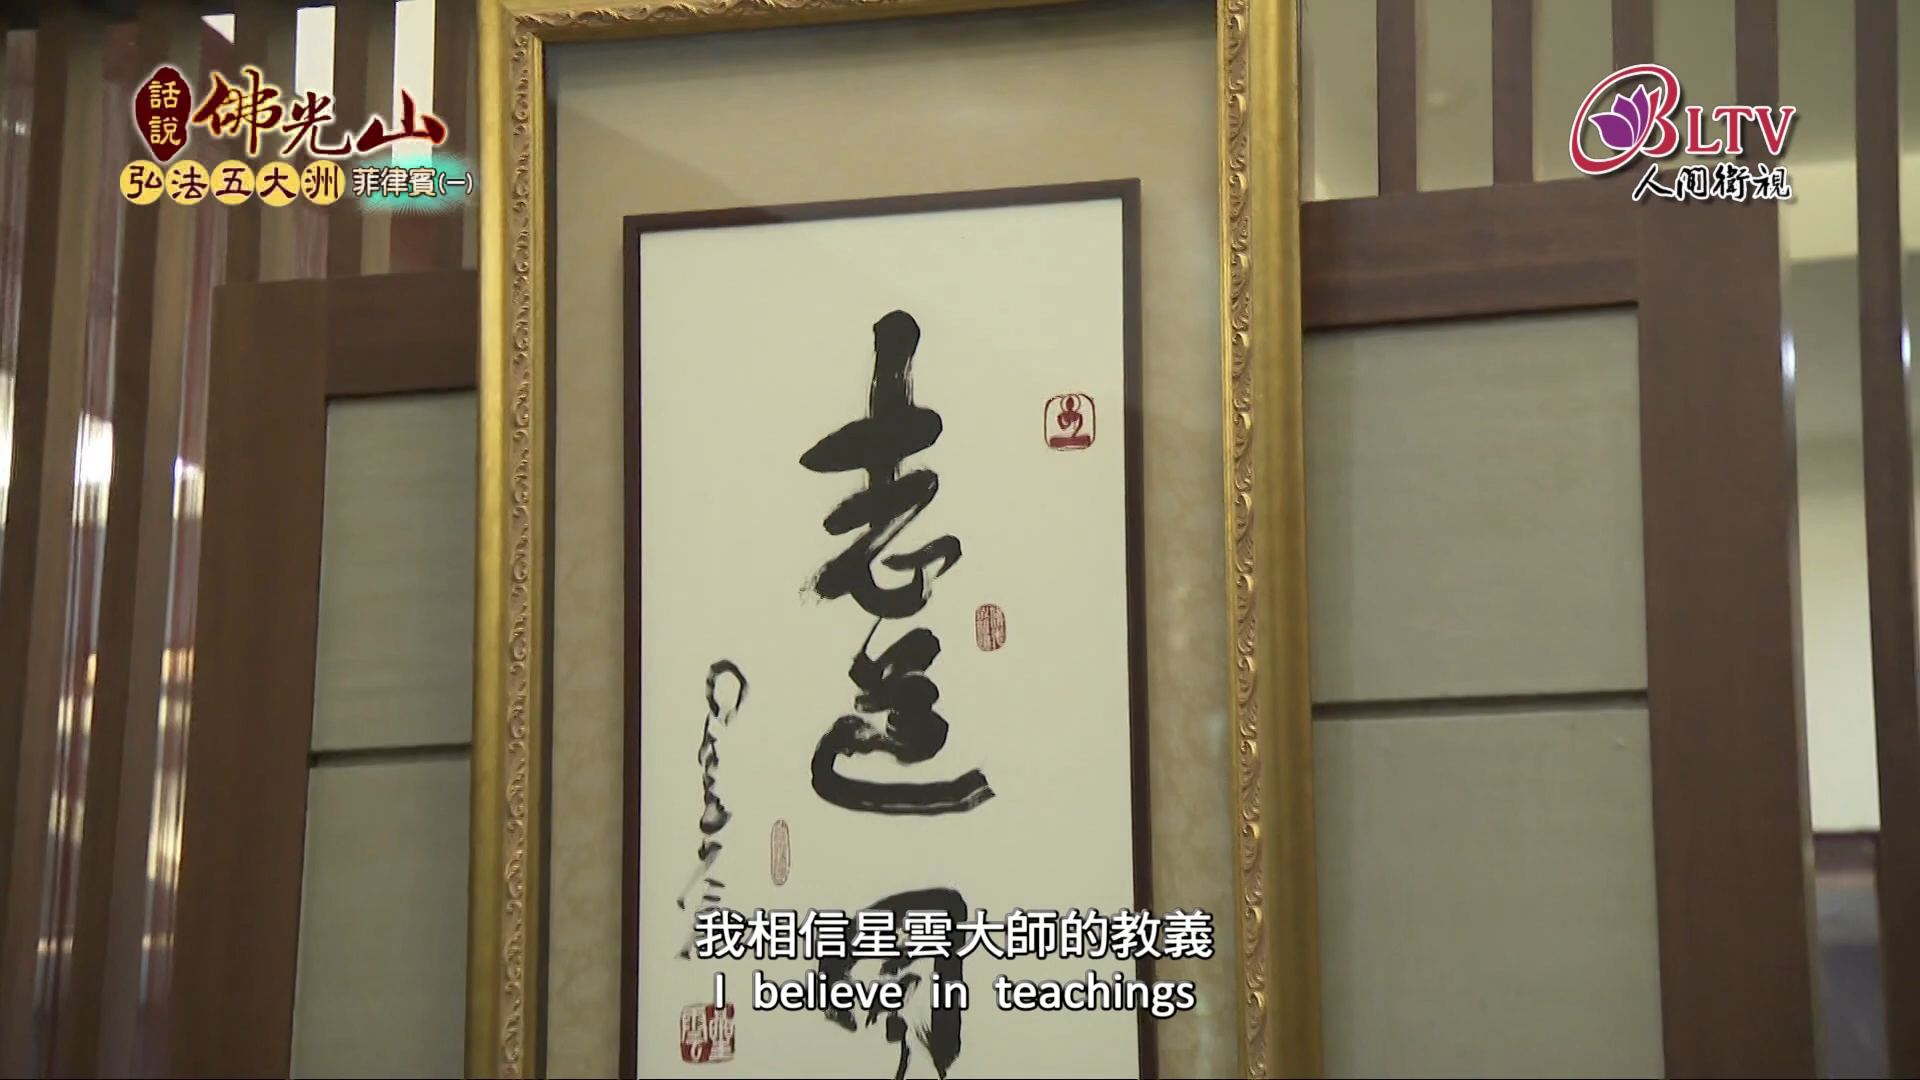 話說
佛光山
弘法五大洲 菲律賓(一)
BLTV
人間衛視
志道
我相信星雲大師的教義
I believe in teachings